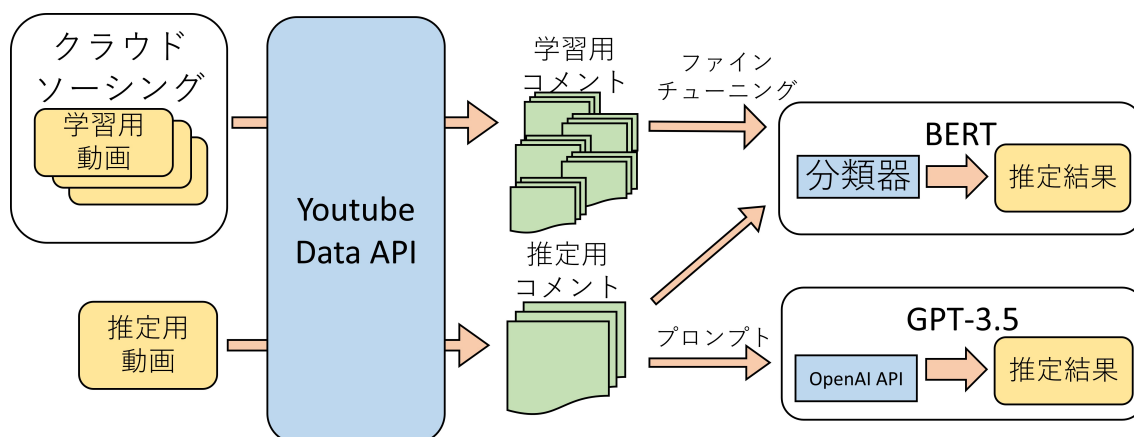 クラウド
ソーシング
学習用
動画
推定用
動画
Youtube
Data API
学習用
コメント
推定用
コメント
ファイン
チューニング
プロンプト
BERT
分類器
推定結果
GPT-3.5
OpenAI API
推定結果